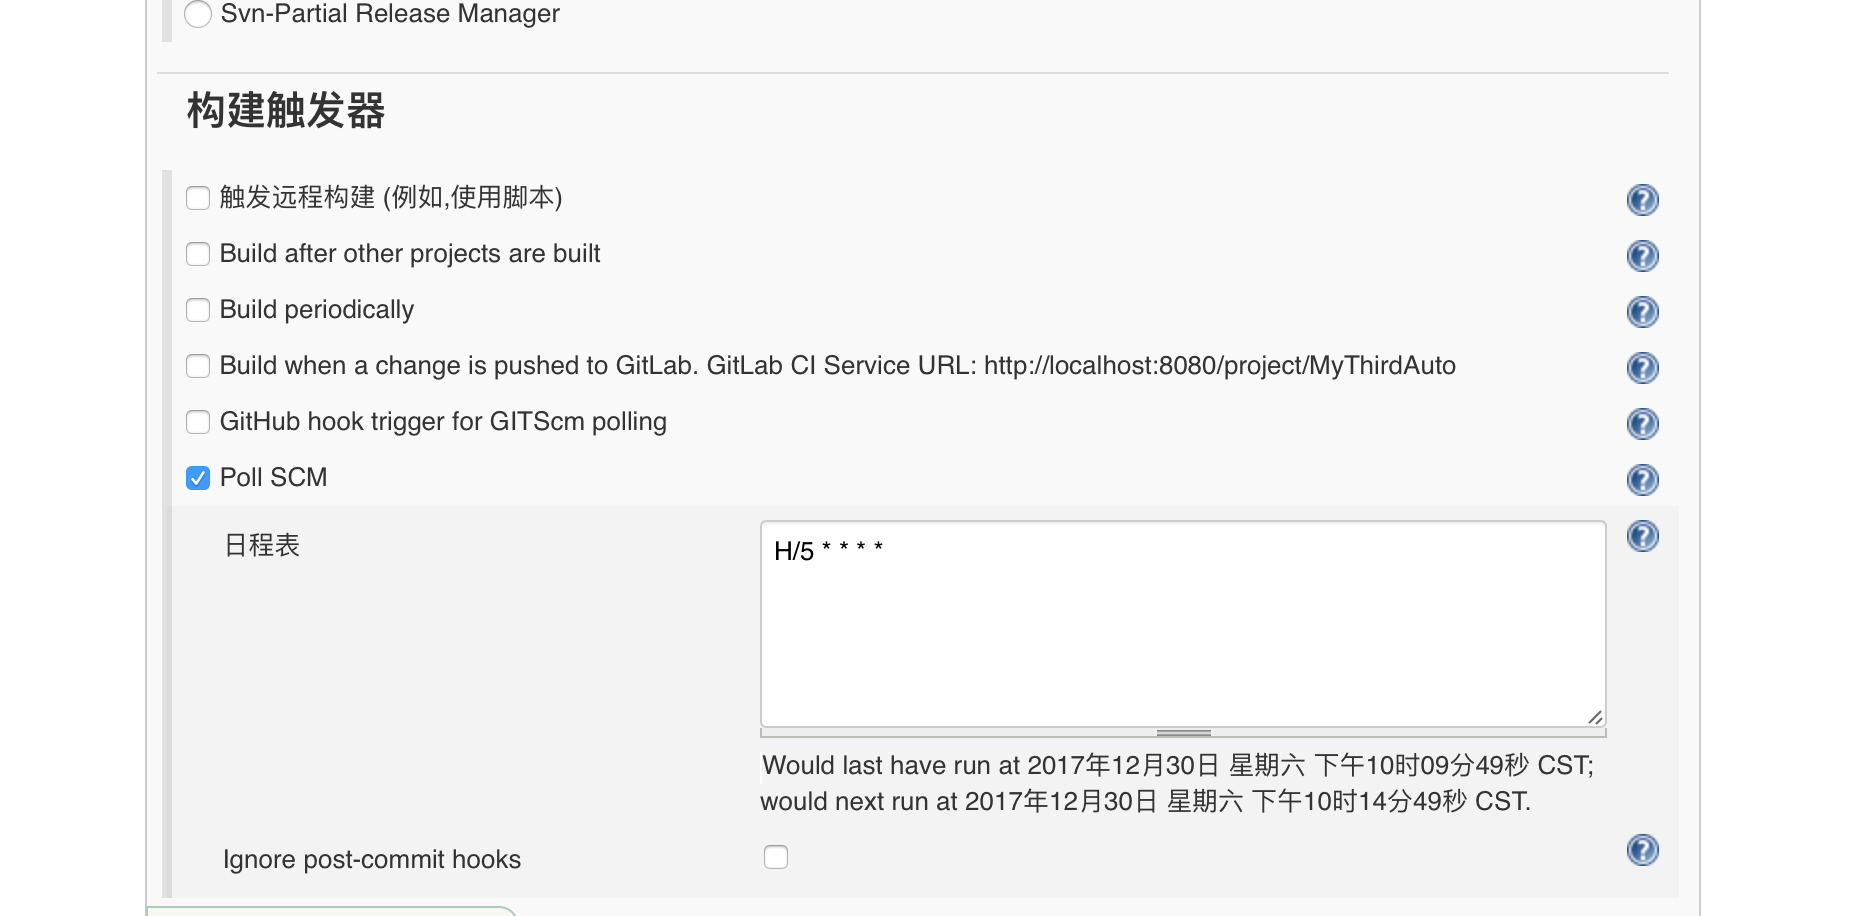 Svn-Partial Release Manager
构建触发器
触发远程构建 (例如,使用脚本)
Build after other projects are built
Build periodically
Build when a change is pushed to GitLab. GitLab CI Service URL: http://localhost:8080/project/MyThirdAuto
GitHub hook trigger for GITScm polling
Poll SCM
日程表
H/5 * * * *
Would last have run at 2017年12月30日 星期六 下午10时09分49秒 CST;
would next run at 2017年12月30日 星期六 下午10时14分49秒 CST.
Ignore post-commit hooks